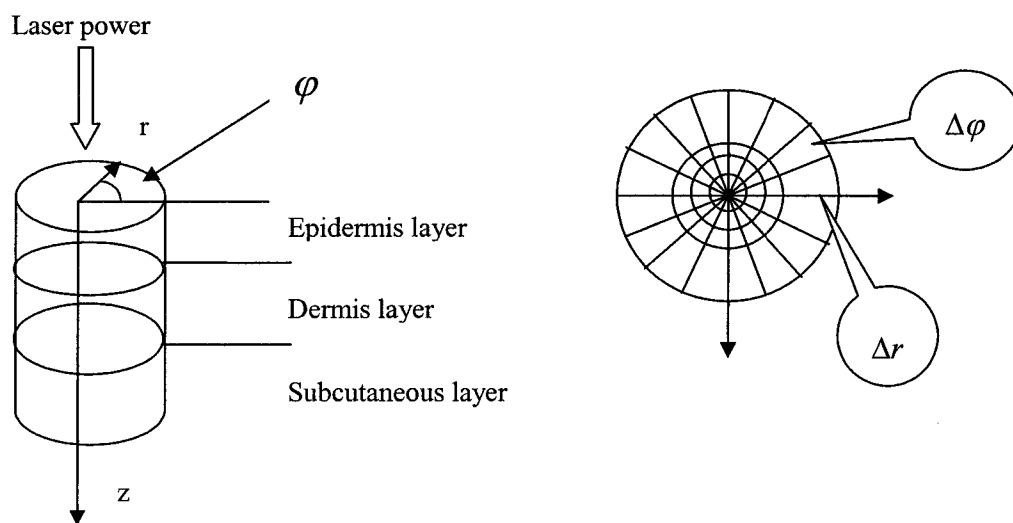 Laser power
φ
r
Epidermis layer
Dermis layer
Subcutaneous layer
z
Δφ
Δr